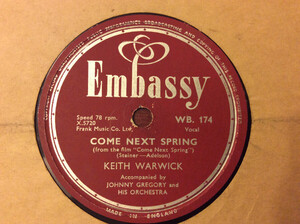 Embassy
Speed 78 rpm.
X.5720
Frank Music Co. Ltd.
WB. 174
Vocal
COME NEXT SPRING
(from the film "Come Next Spring")
(Steiner—Adelson)
KEITH WARWICK
Accompanied by
JOHNNY GREGORY and
HIS ORCHESTRA
MADE IN ENGLAND